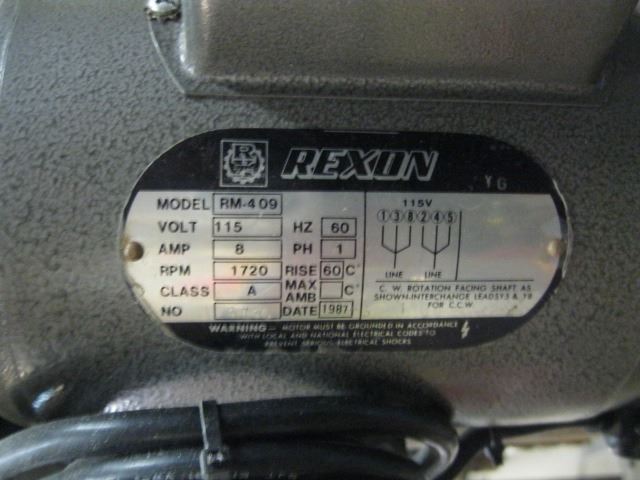 REXON
YG
MODEL RM-409
VOLT 115 HZ 60
AMP 8 PH 1
RPM 1720 RISE 60 C°
CLASS A MAX AMB C°
NO DATE 1987
115V
① ③ ⑧ ② ④ ⑤
LINE LINE
C. W. ROTATION FACING SHAFT AS
SHOWN-INTERCHANGE LEADS
FOR C.C.W.
WARNING— MOTOR MUST BE GROUNDED IN ACCORDANCE
WITH LOCAL AND NATIONAL ELECTRICAL CODES TO
PREVENT SERIOUS ELECTRICAL SHOCKS